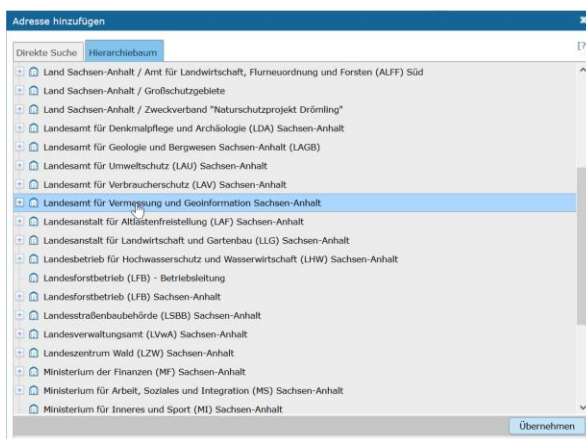 Adresse hinzufügen
[?
Direkte Suche Hierarchiebaum
Land Sachsen-Anhalt / Amt für Landwirtschaft, Flurneuordnung und Forsten (ALFF) Süd
Land Sachsen-Anhalt / Großschutzgebiete
Land Sachsen-Anhalt / Zweckverband "Naturschutzprojekt Drömling"
Landesamt für Denkmalpflege und Archäologie (LDA) Sachsen-Anhalt
Landesamt für Geologie und Bergwesen Sachsen-Anhalt (LAGB)
Landesamt für Umweltschutz (LAU) Sachsen-Anhalt
Landesamt für Verbraucherschutz (LAV) Sachsen-Anhalt
Landesamt für Vermessung und Geoinformation Sachsen-Anhalt
Landesanstalt für Altlastenfreistellung (LAF) Sachsen-Anhalt
Landesanstalt für Landwirtschaft und Gartenbau (LLG) Sachsen-Anhalt
Landesbetrieb für Hochwasserschutz und Wasserwirtschaft (LHW) Sachsen-Anhalt
Landesforstbetrieb (LFB) - Betriebsleitung
Landesforstbetrieb (LFB) Sachsen-Anhalt
Landesstraßenbaubehörde (LSBB) Sachsen-Anhalt
Landesverwaltungsamt (LVwA) Sachsen-Anhalt
Landeszentrum Wald (LZW) Sachsen-Anhalt
Ministerium der Finanzen (MF) Sachsen-Anhalt
Ministerium für Arbeit, Soziales und Integration (MS) Sachsen-Anhalt
Ministerium für Inneres und Sport (MI) Sachsen-Anhalt
Übernehmen